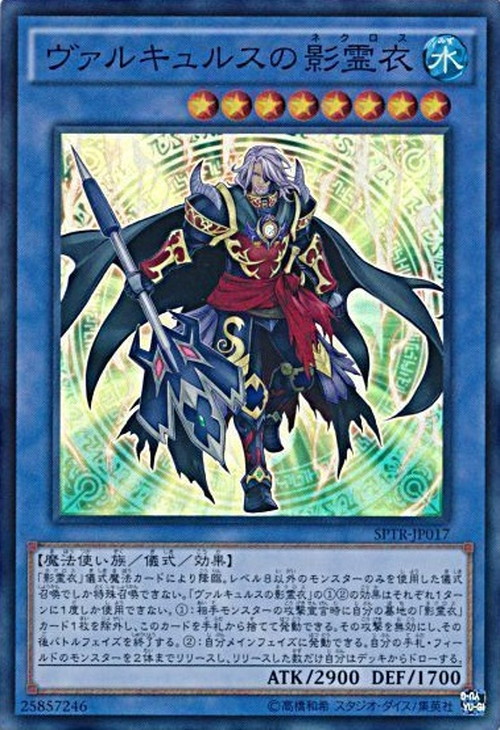 ネクロス
ヴァルキュルスの影霊衣
水
SPTR-JP017
【魔法使い族／儀式／効果】
「影霊衣」儀式魔法カードにより降臨。レベル８以外のモンスターのみを使用した儀式
召喚でしか特殊召喚できない。「ヴァルキュルスの影霊衣」の①②の効果はそれぞれ１ターン
に１度しか使用できない。①：相手モンスターの攻撃宣言時に自分の墓地の「影霊衣」
カード１枚を除外し、このカードを手札から捨てて発動できる。その攻撃を無効にし、その
後バトルフェイズを終了する。②：自分メインフェイズに発動できる。自分の手札・フィー
ルドのモンスターを２体までリリースし、リリースした数だけ自分はデッキからドローする。
ATK/2900 DEF/1700
25857246
©高橋和希 スタジオ・ダイス/集英社